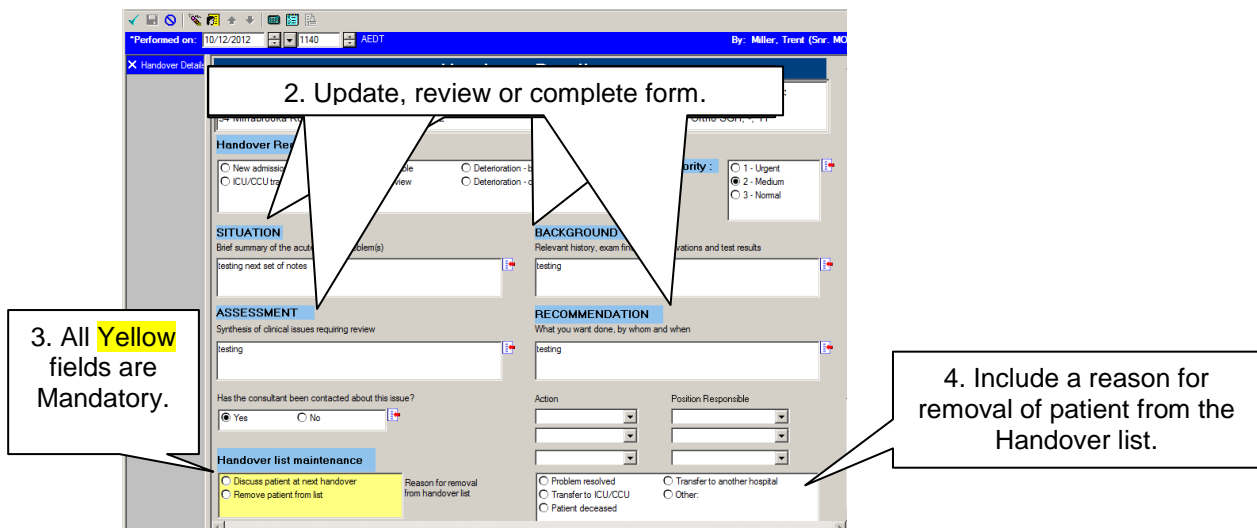 *Performed on: 10/12/2012 1140 AEDT By: Miller, Trent (Snr. MO
Handover Details
2. Update, review or complete form.
Handover
New admission Deterioration -
ICU/CCU Deterioration -
1 - Urgent
2 - Medium
3 - Normal
SITUATION
Brief summary of the acute
testing next set of notes
BACKGROUND
Relevant history, exam and test results
testing
ASSESSMENT
Synthesis of clinical issues requiring review
testing
RECOMMENDATION
What you want done, by whom and when
testing
3. All Yellow
fields are
Mandatory.
4. Include a reason for
removal of patient from the
Handover list.
Has the consultant been contacted about this issue?
Yes No
Action Position Responsible
Handover list maintenance
Discuss patient at next handover
Remove patient from list
Reason for removal
from handover list
Problem resolved Transfer to another hospital
Transfer to ICU/CCU Other:
Patient deceased